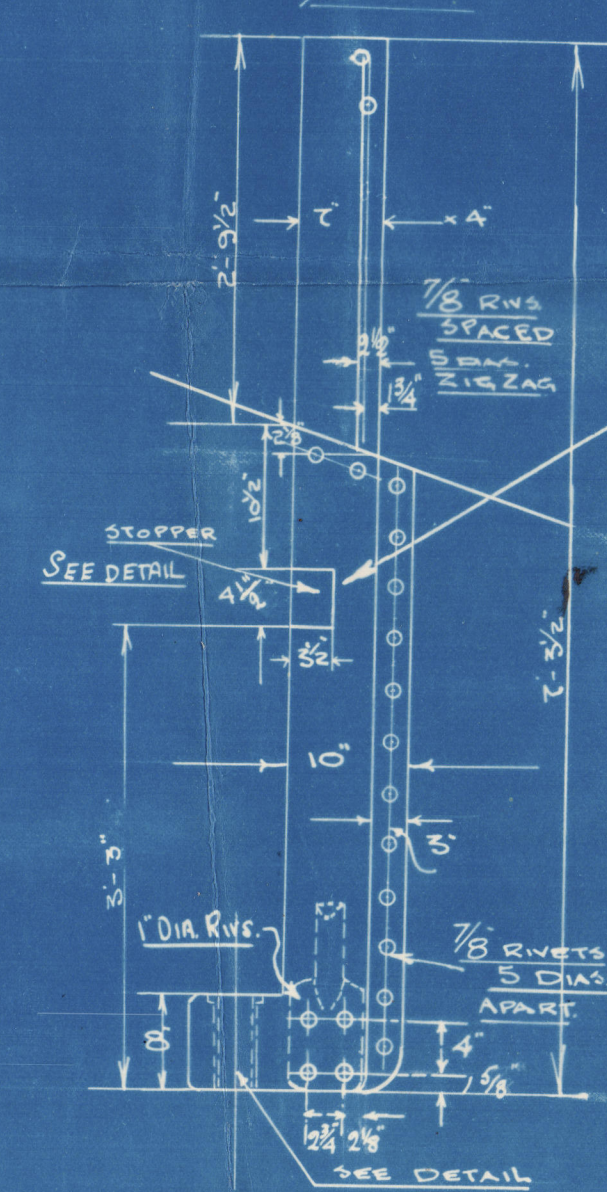 2'-9½"
7"
× 4"
7/8" RIVS.
SPACED
5 DIAS.
ZIG ZAG
2½"
1¾"
2⅛"
10½"
STOPPER
SEE DETAIL
4½"
3½"
7'-3½"
10"
3'-3"
3"
1" DIA. RIVS.
7/8" RIVETS
5 DIAS
APART.
8"
4"
5/8"
2¾"
2⅛"
SEE DETAIL